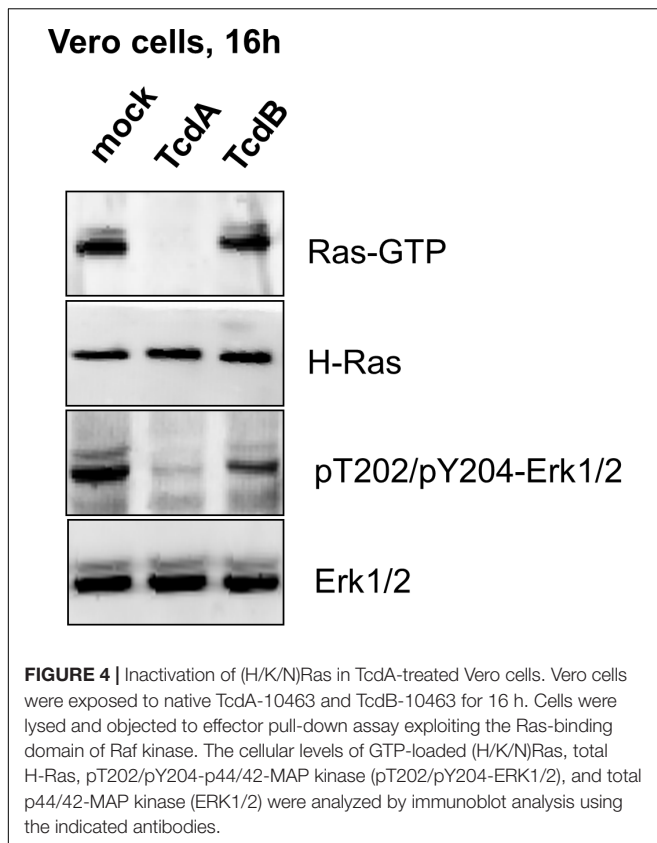 Vero cells, 16h
mock TcdA TcdB
Ras-GTP
H-Ras
pT202/pY204-Erk1/2
Erk1/2
FIGURE 4 | Inactivation of (H/K/N)Ras in TcdA-treated Vero cells. Vero cells
were exposed to native TcdA-10463 and TcdB-10463 for 16 h. Cells were
lysed and objected to effector pull-down assay exploiting the Ras-binding
domain of Raf kinase. The cellular levels of GTP-loaded (H/K/N)Ras, total
H-Ras, pT202/pY204-p44/42-MAP kinase (pT202/pY204-ERK1/2), and total
p44/42-MAP kinase (ERK1/2) were analyzed by immunoblot analysis using
the indicated antibodies.